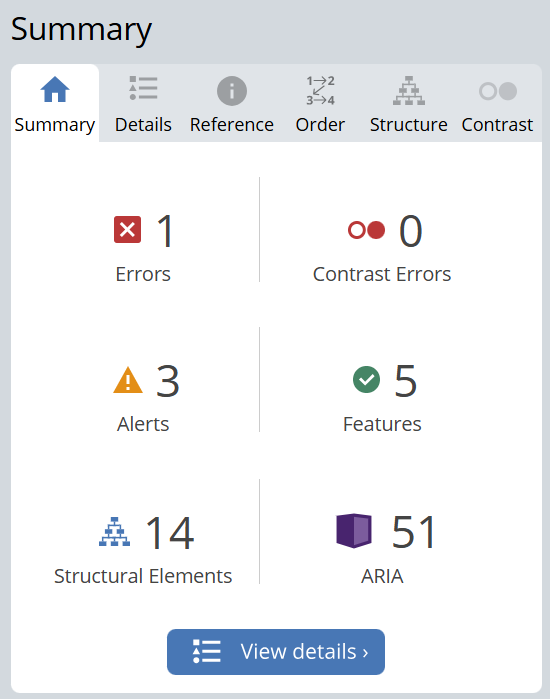 Summary
1→2
3→4
Summary Details Reference Order Structure Contrast
1 0
Errors Contrast Errors
3 5
Alerts Features
14 51
Structural Elements ARIA
View details ›